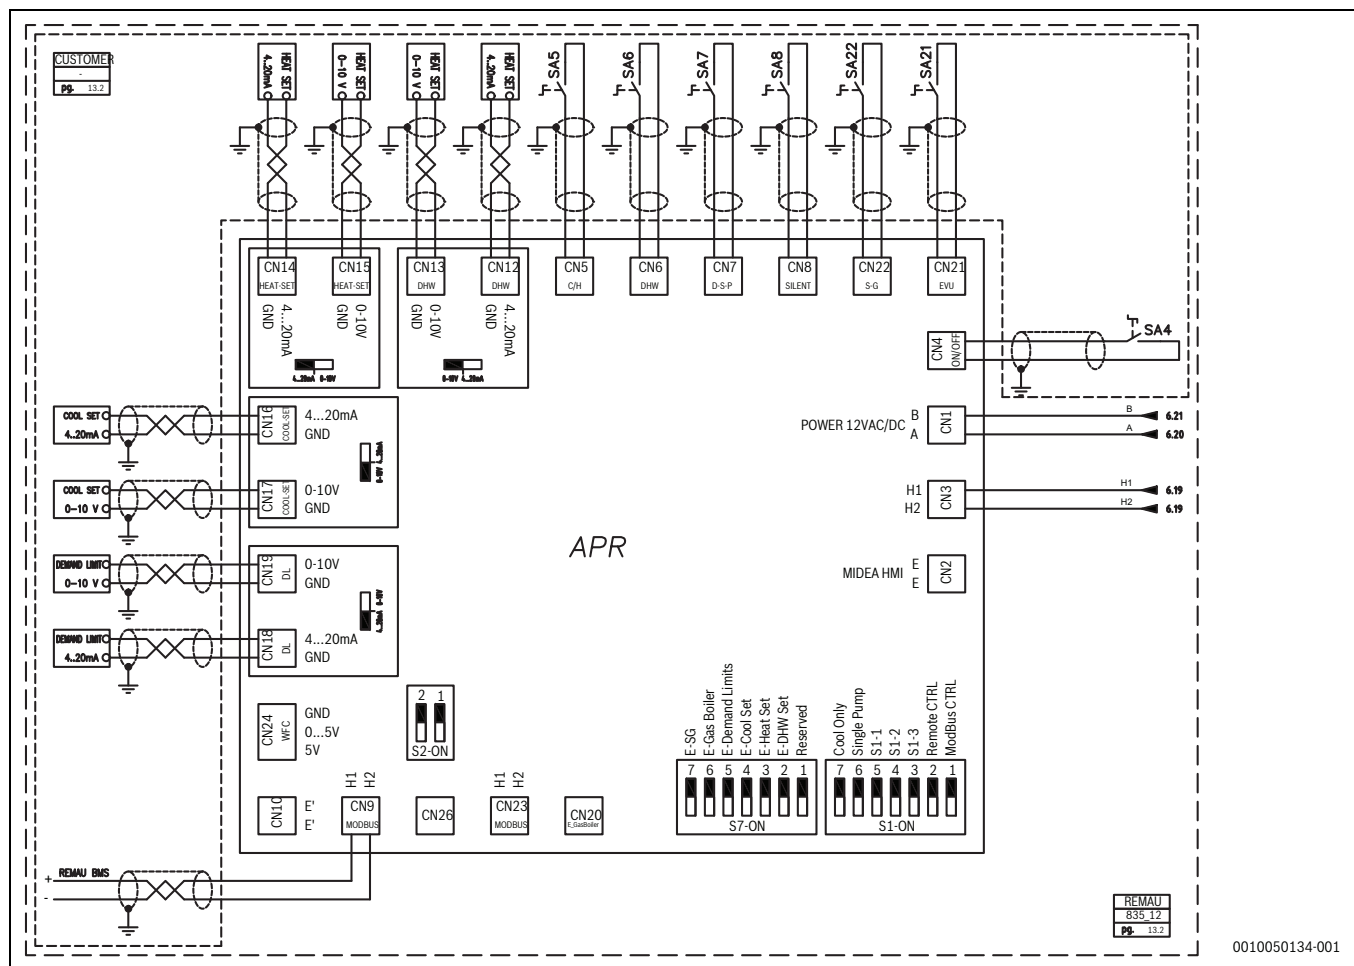 CUSTOMER
-
pg. 13.2
HEAT SET
4..20mA
HEAT SET
0-10 V
HEAT SET
0-10 V
HEAT SET
4..20mA
SA5
SA6
SA7
SA8
SA22
SA21
CN14
HEAT-SET
CN15
HEAT-SET
CN13
DHW
CN12
DHW
CN5
C/H
CN6
DHW
CN7
D-S-P
CN8
SILENT
CN22
S-G
CN21
EVU
GND
4...20mA
GND
0-10V
GND
0-10V
GND
4...20mA
4..20mA 0-10V
0-10V 4..20mA
CN4
ON/OFF
SA4
COOL SET
4..20mA
CN16
COOL-SET
4...20mA
GND
0-10V 4..20mA
POWER 12VAC/DC
B
A
CN1
B
6.21
A
6.20
COOL SET
0-10 V
CN17
COOL-SET
0-10V
GND
H1
H2
CN3
H1
6.19
H2
6.19
APR
DEMAND LIMIT
0-10 V
CN19
DL
0-10V
GND
4..20mA 0-10V
MIDEA HMI
E
E
CN2
DEMAND LIMIT
4..20mA
CN18
DL
4...20mA
GND
CN24
WFC
GND
0...5V
5V
2 1
S2-ON
E-SG
E-Gas Boiler
E-Demand Limits
E-Cool Set
E-Heat Set
E-DHW Set
Reserved
7 6 5 4 3 2 1
S7-ON
Cool Only
Single Pump
S1-1
S1-2
S1-3
Remote CTRL
ModBus CTRL
7 6 5 4 3 2 1
S1-ON
CN10
E'
E'
H1
H2
CN9
MODBUS
CN26
H1
H2
CN23
MODBUS
CN20
E_GasBoiler
+ REMAU BMS
-
REMAU
835_12
pg. 13.2
0010050134-001